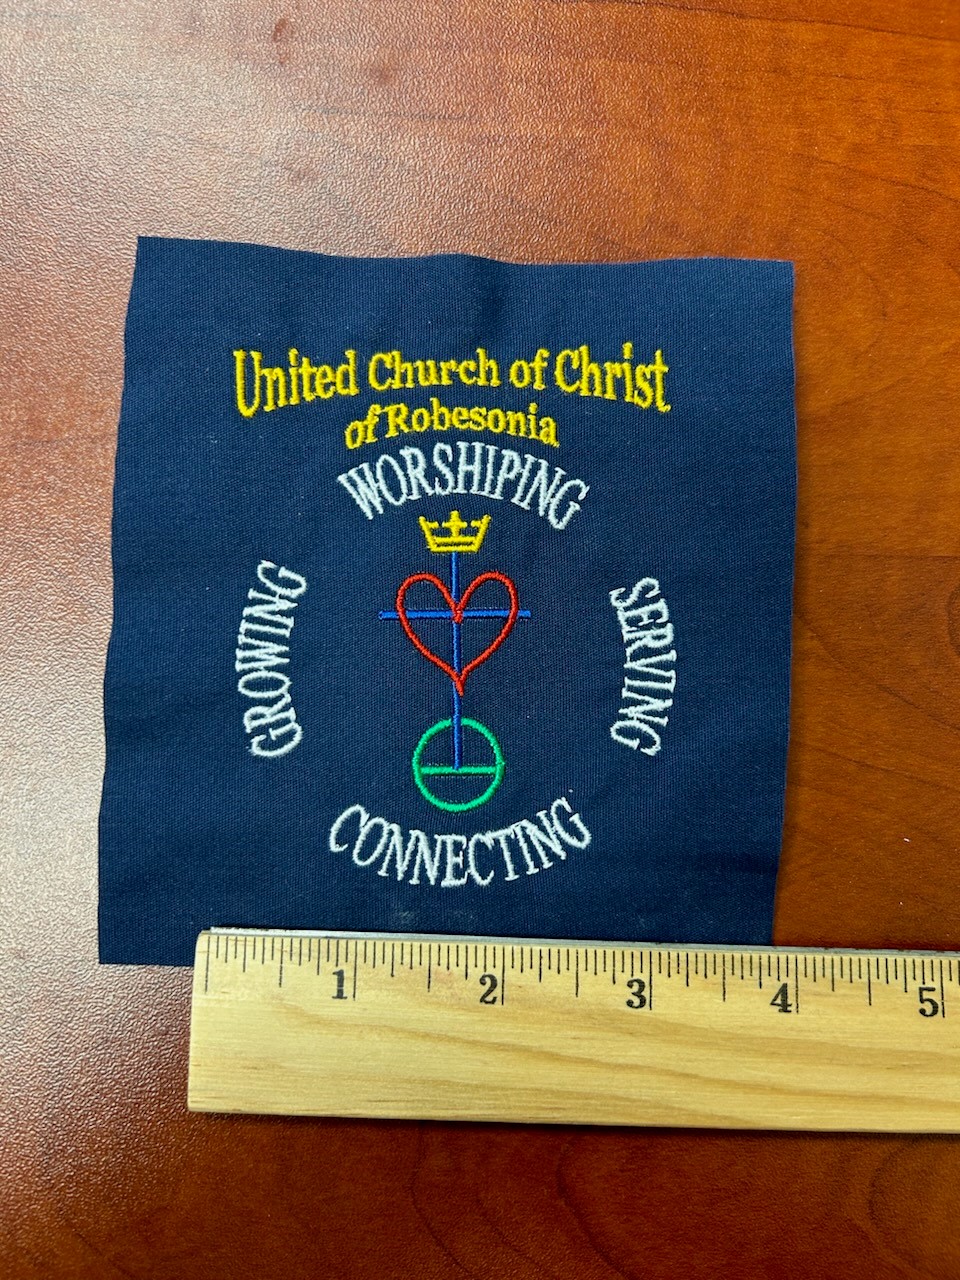 United Church of Christ
of Robesonia
WORSHIPING
GROWING
SERVING
CONNECTING
1 2 3 4 5